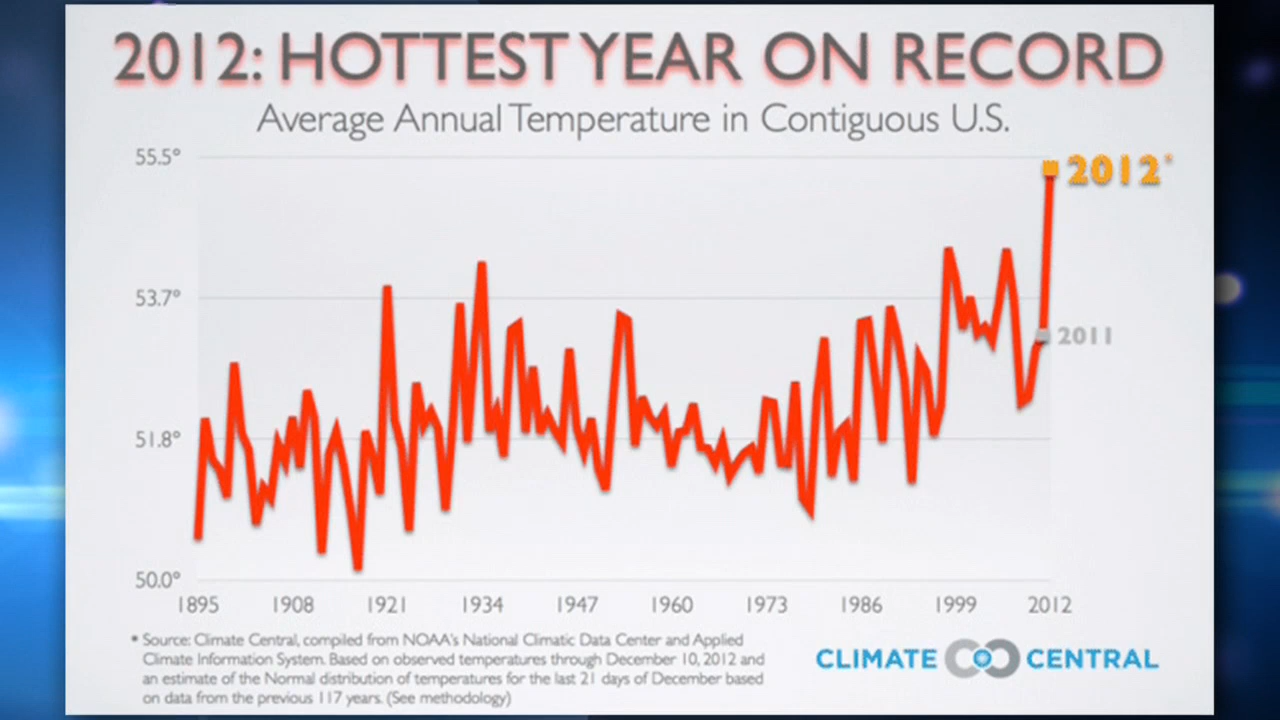 2012: HOTTEST YEAR ON RECORD
Average Annual Temperature in Contiguous U.S.
55.5°
2012*
53.7°
2011
51.8°
50.0°
1895 1908 1921 1934 1947 1960 1973 1986 1999 2012
* Source: Climate Central, compiled from NOAA's National Climatic Data Center and Applied
Climate Information System. Based on observed temperatures through December 10, 2012 and
an estimate of the Normal distribution of temperatures for the last 21 days of December based
on data from the previous 117 years. (See methodology)
CLIMATE CENTRAL